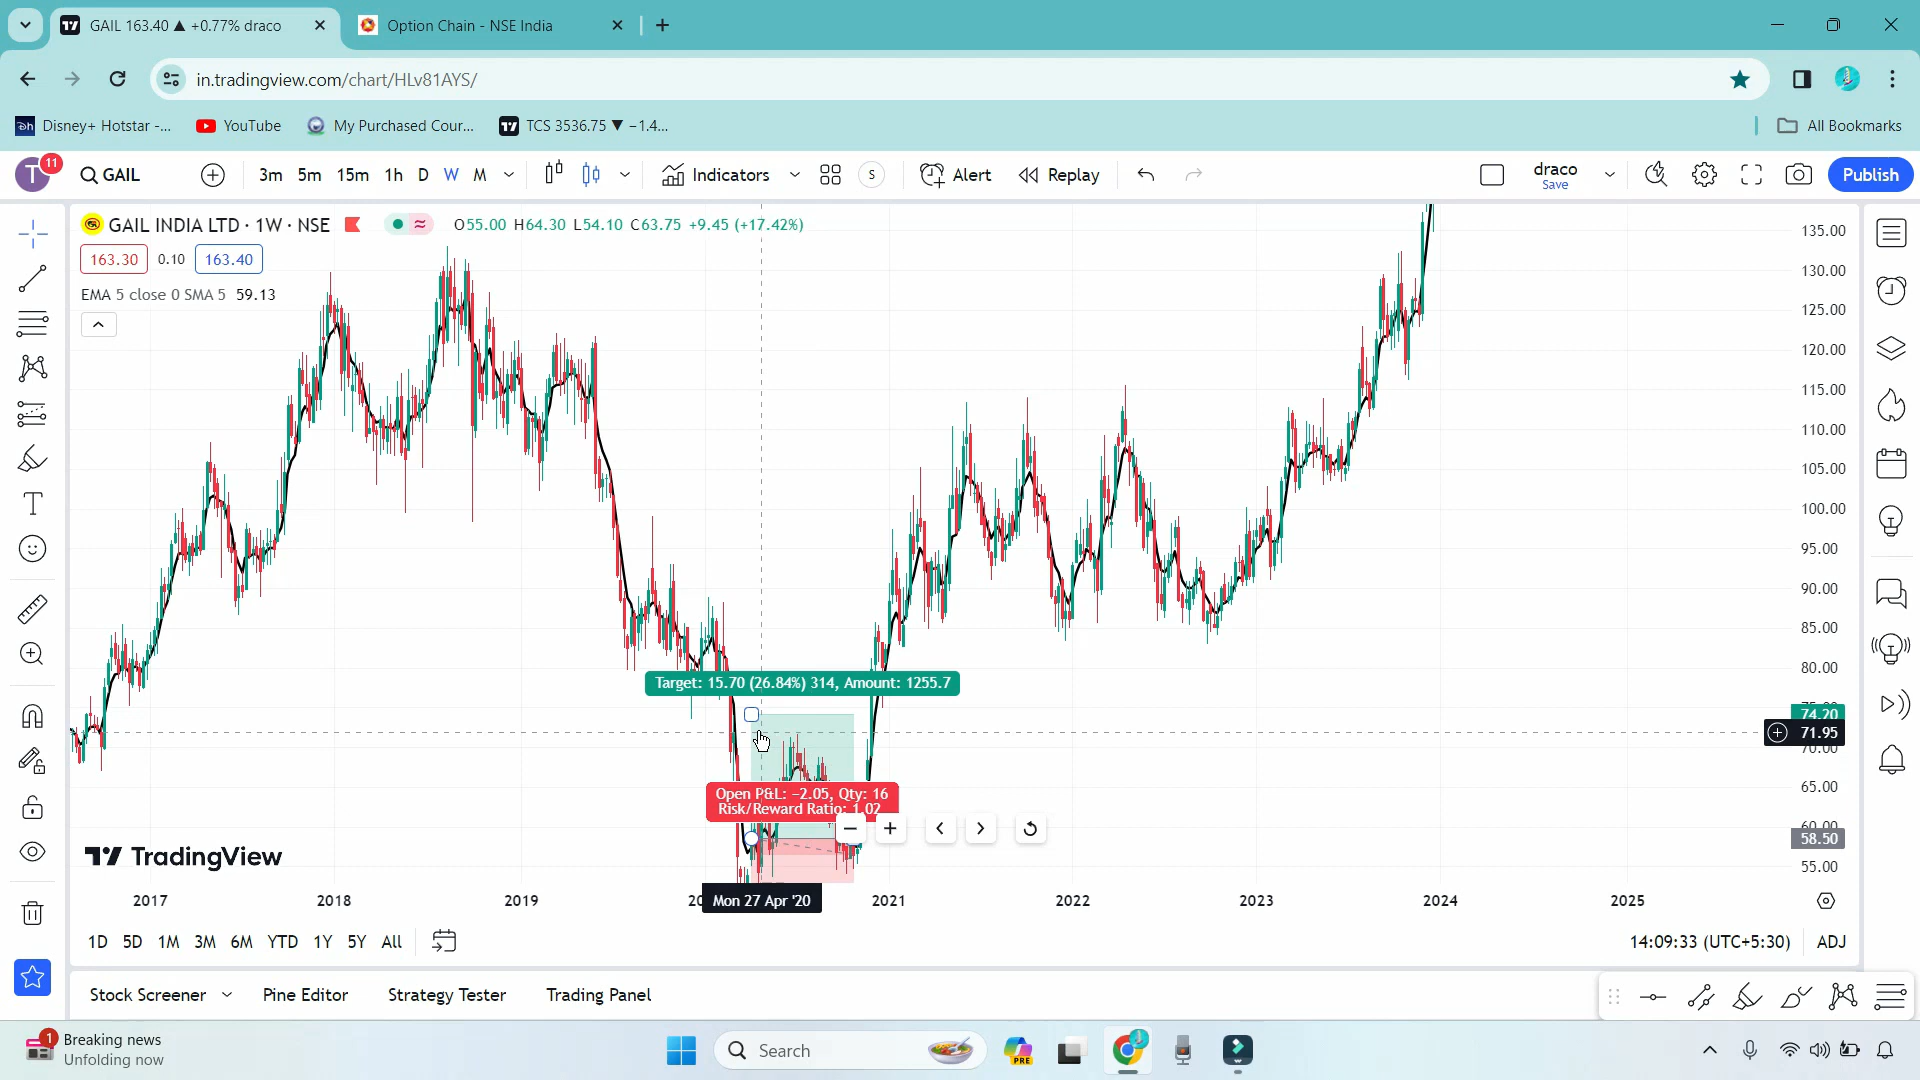 GAIL 163.40 ▲ +0.77% draco
Option Chain - NSE India
in.tradingview.com/chart/HLv81AYS/
Disney+ Hotstar -...
YouTube
My Purchased Cour...
TCS 3536.75 ▼ −1.4...
All Bookmarks
T
11
GAIL
3m 5m 15m 1h D W M
Indicators
S
Alert
Replay
draco
Save
Publish
GAIL INDIA LTD · 1W · NSE
O55.00 H64.30 L54.10 C63.75 +9.45 (+17.42%)
163.30 0.10 163.40
EMA 5 close 0 SMA 5 59.13
135.00
130.00
125.00
120.00
115.00
110.00
105.00
100.00
95.00
90.00
85.00
80.00
74.20
71.95
70.00
65.00
60.00
58.50
55.00
Target: 15.70 (26.84%) 314, Amount: 1255.7
Open P&L: −2.05, Qty: 16
Risk/Reward Ratio: 1.02
TradingView
2017 2018 2019 Mon 27 Apr '20 2021 2022 2023 2024 2025
1D 5D 1M 3M 6M YTD 1Y 5Y All
14:09:33 (UTC+5:30) ADJ
Stock Screener Pine Editor Strategy Tester Trading Panel
1
Breaking news
Unfolding now
Search
PRE